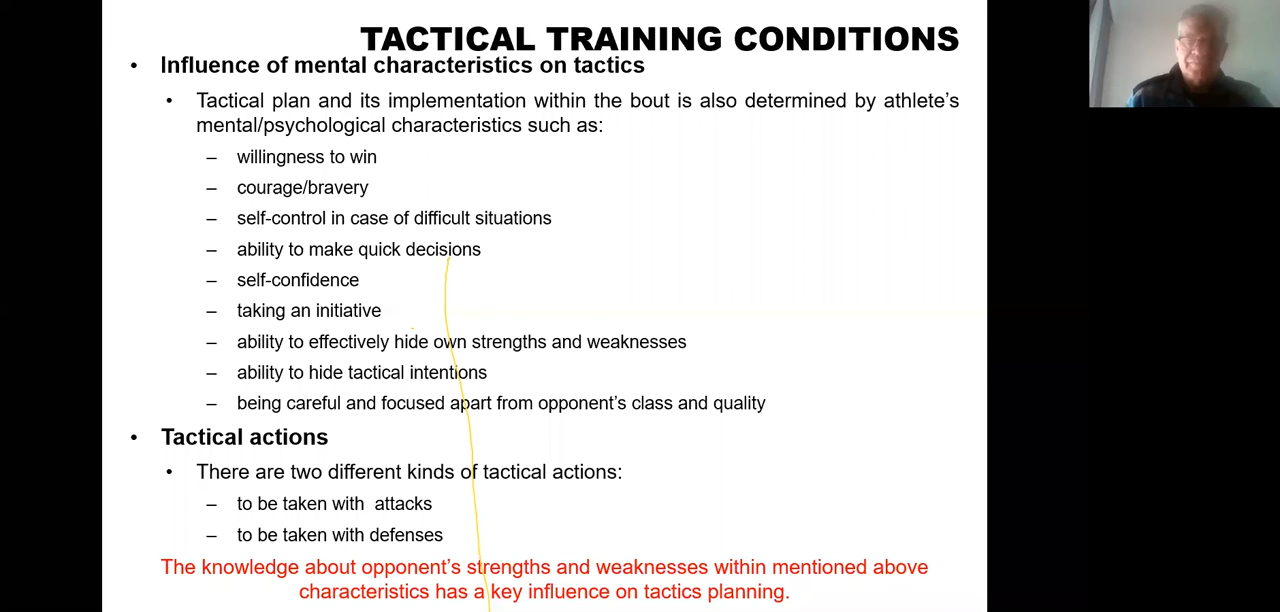 TACTICAL TRAINING CONDITIONS
• Influence of mental characteristics on tactics
• Tactical plan and its implementation within the bout is also determined by athlete's
mental/psychological characteristics such as:
– willingness to win
– courage/bravery
– self-control in case of difficult situations
– ability to make quick decisions
– self-confidence
– taking an initiative
– ability to effectively hide own strengths and weaknesses
– ability to hide tactical intentions
– being careful and focused apart from opponent's class and quality
• Tactical actions
• There are two different kinds of tactical actions:
– to be taken with attacks
– to be taken with defenses
The knowledge about opponent's strengths and weaknesses within mentioned above
characteristics has a key influence on tactics planning.